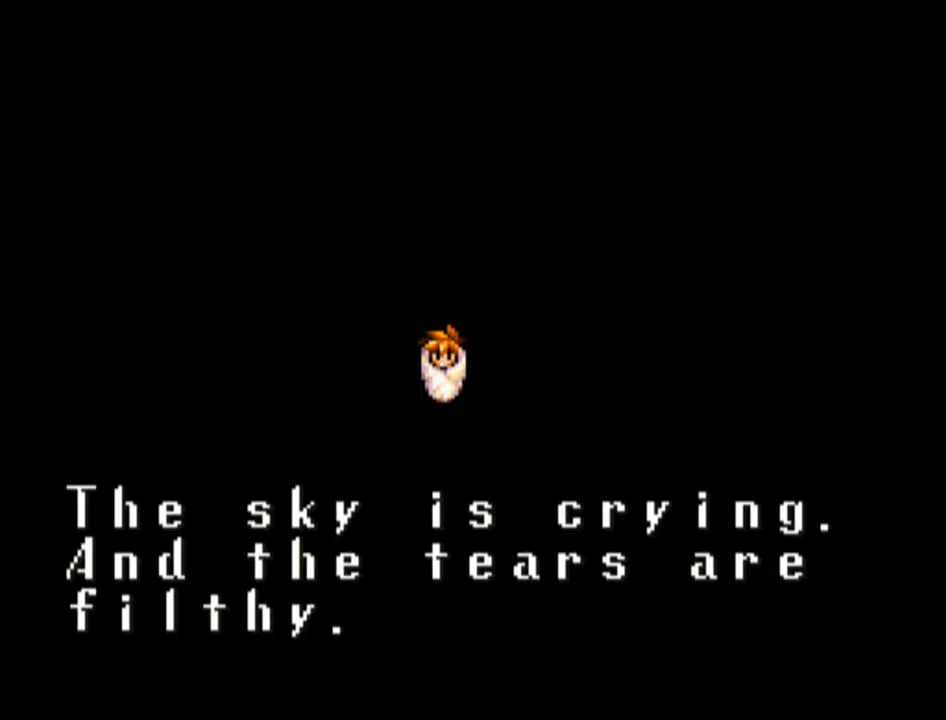 The sky is crying.
And the tears are
filthy.